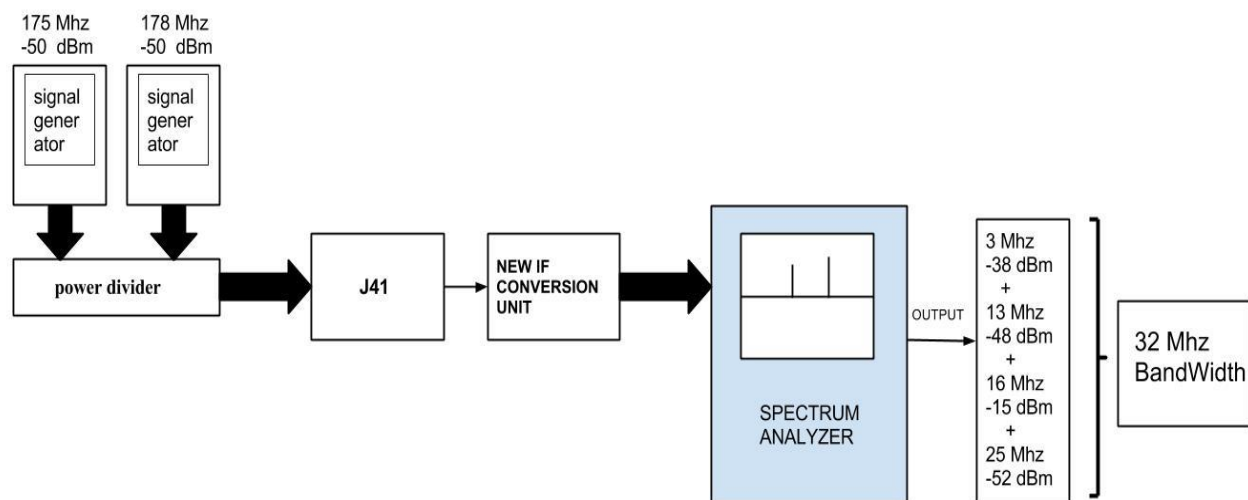 175 Mhz
-50 dBm
178 Mhz
-50 dBm
signal
gener
ator
signal
gener
ator
power divider
J41
NEW IF
CONVERSION
UNIT
SPECTRUM
ANALYZER
OUTPUT
3 Mhz
-38 dBm
+
13 Mhz
-48 dBm
+
16 Mhz
-15 dBm
+
25 Mhz
-52 dBm
32 Mhz
BandWidth